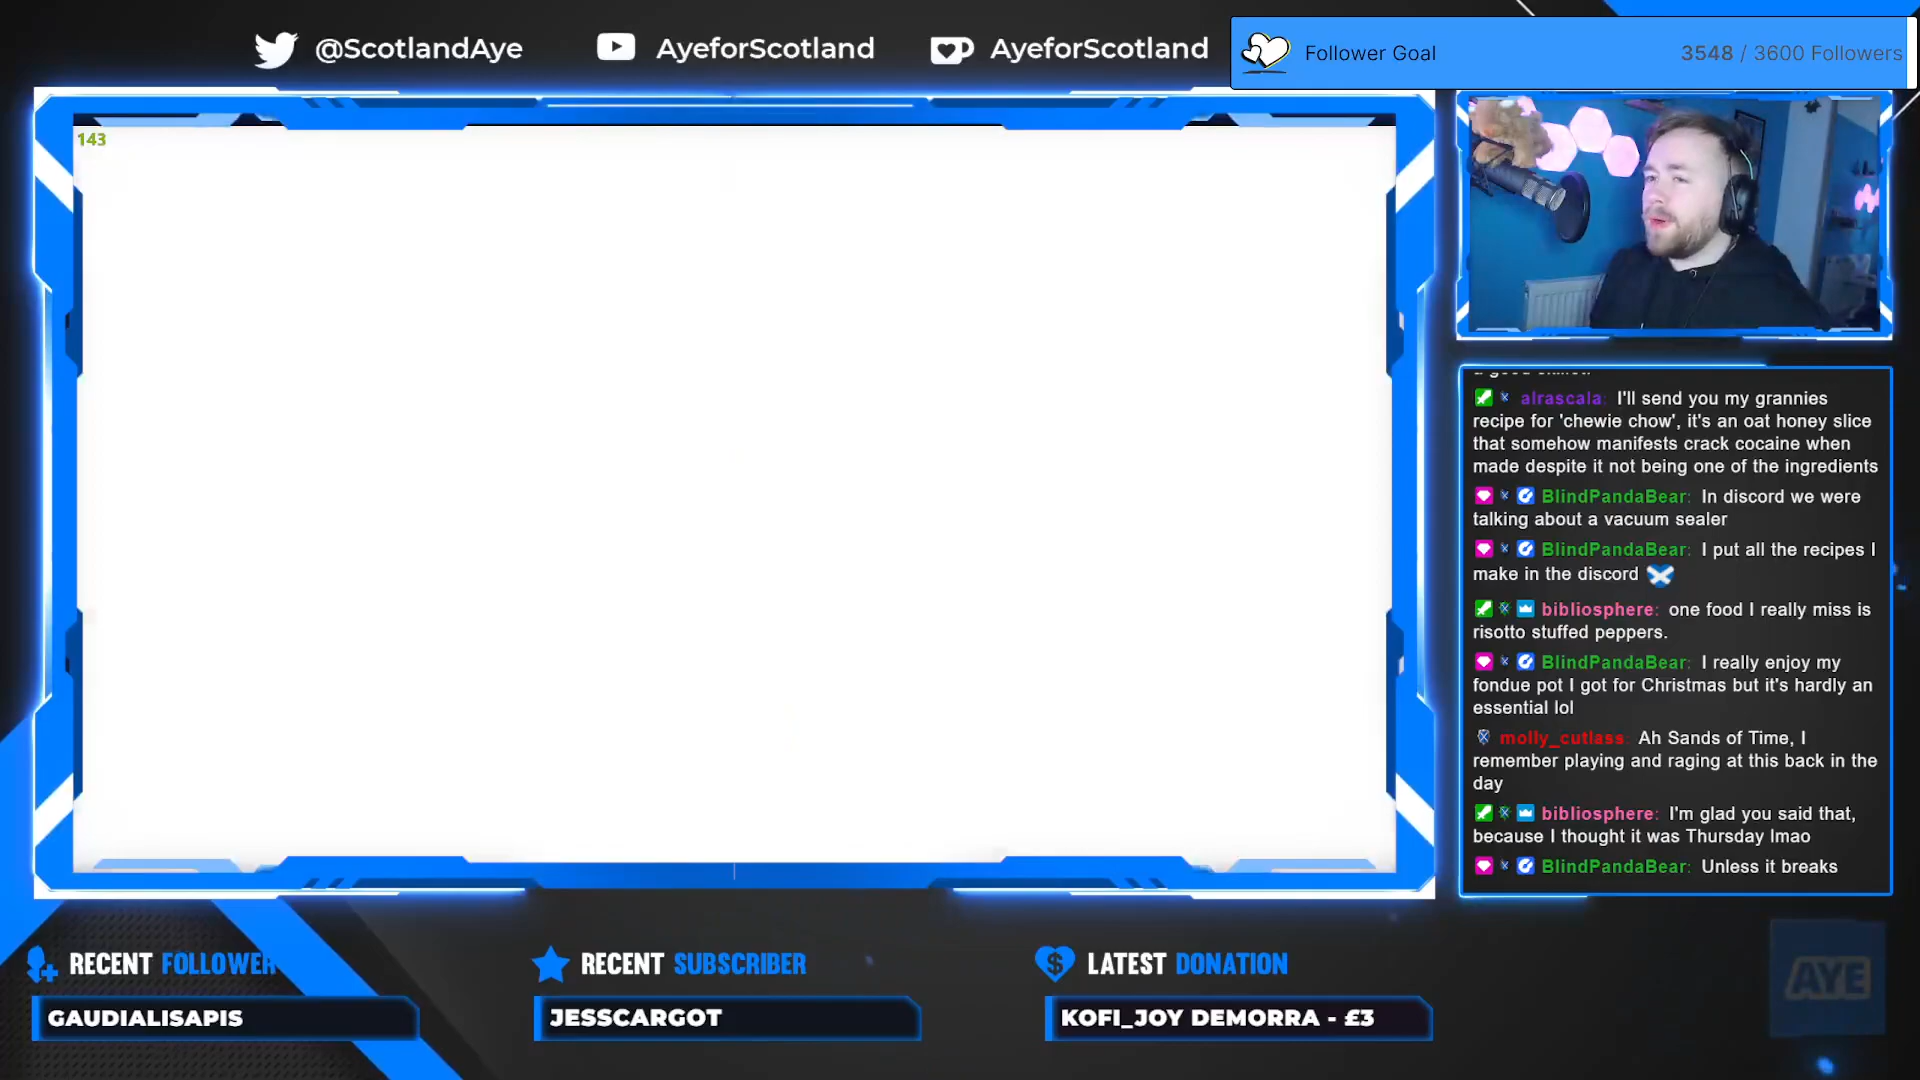 @ScotlandAye
AyeforScotland
AyeforScotland
Follower Goal
3548 / 3600 Followers
143
alrascala: I'll send you my grannies
recipe for 'chewie chow', it's an oat honey slice
that somehow manifests crack cocaine when
made despite it not being one of the ingredients
BlindPandaBear: In discord we were
talking about a vacuum sealer
BlindPandaBear: I put all the recipes I
make in the discord
bibliosphere: one food I really miss is
risotto stuffed peppers.
BlindPandaBear: I really enjoy my
fondue pot I got for Christmas but it's hardly an
essential lol
molly_cutlass: Ah Sands of Time, I
remember playing and raging at this back in the
day
bibliosphere: I'm glad you said that,
because I thought it was Thursday lmao
BlindPandaBear: Unless it breaks
RECENT FOLLOWER
GAUDIALISAPIS
RECENT SUBSCRIBER
JESSCARGOT
LATEST DONATION
KOFI_JOY DEMORRA - £3
AYE